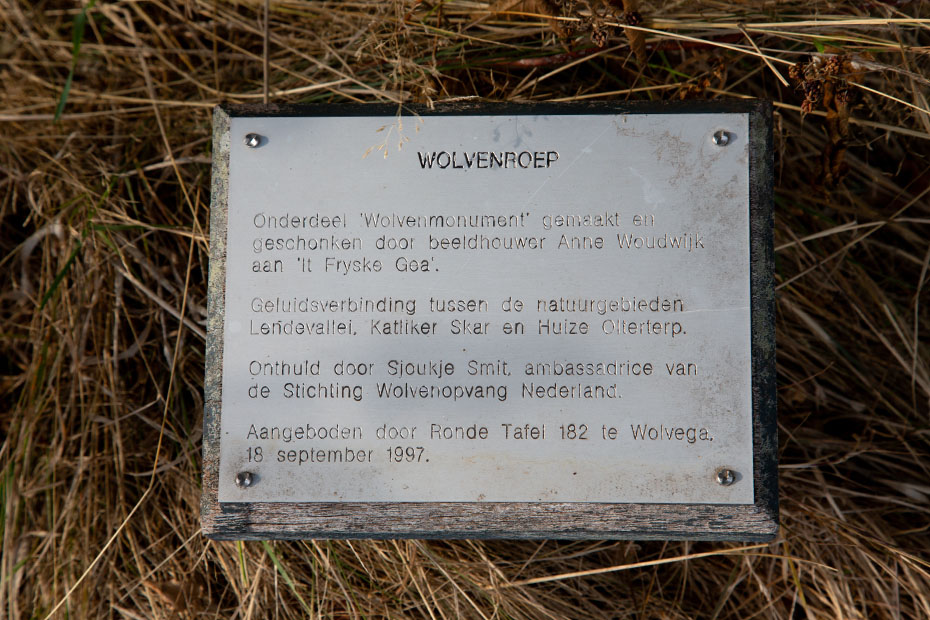 WOLVENROEP
Onderdeel 'Wolvenmonument' gemaakt en
geschonken door beeldhouwer Anne Woudwijk
aan 'It Fryske Gea'.
Geluidsverbinding tussen de natuurgebieden
Lendevallei, Katliker Skar en Huize Olterterp.
Onthuld door Sjoukje Smit, ambassadrice van
de Stichting Wolvenopvang Nederland.
Aangeboden door Ronde Tafel 182 te Wolvega,
18 september 1997.